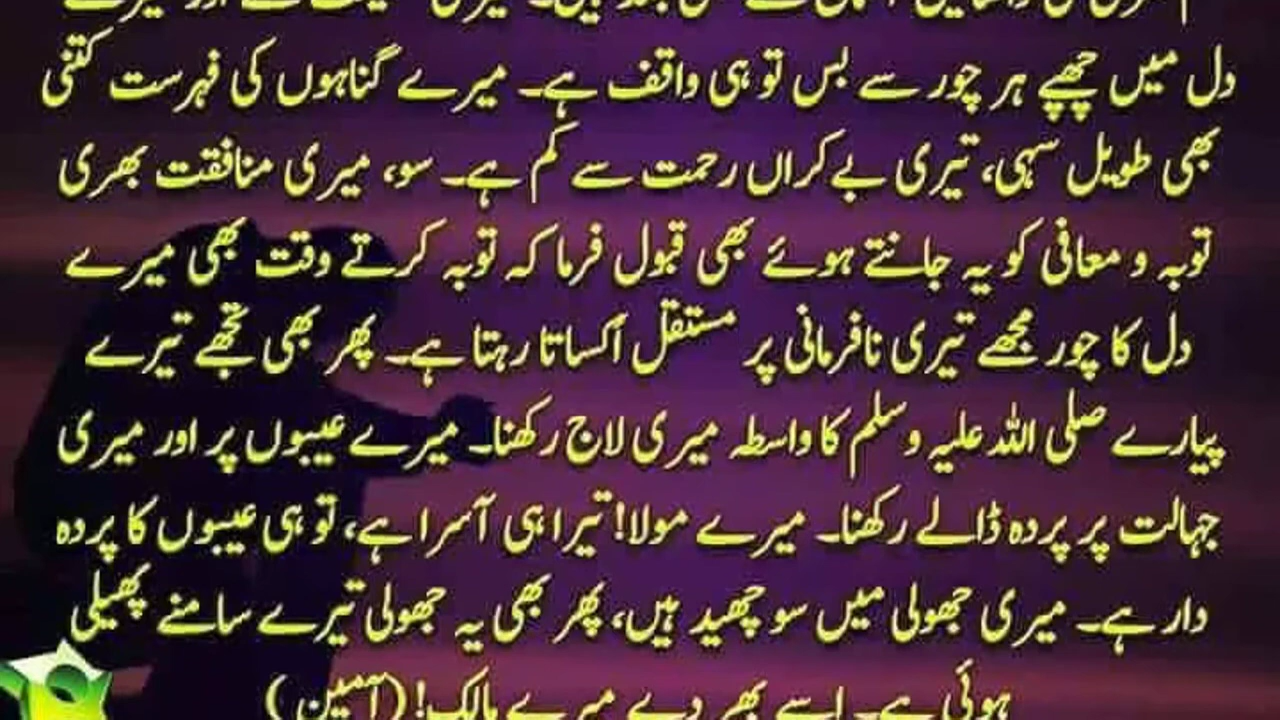 دل میں چھپے ہر چور سے بس تو ہی واقف ہے۔ میرے گناہوں کی فہرست کتنی
بھی طویل سہی، تیری بے کراں رحمت سے کم ہے۔ سو، میری منافقت بھری
توبہ و معافی کو یہ جانتے ہوئے بھی قبول فرما کہ توبہ کرتے وقت بھی میرے
دل کا چور مجھے تیری نافرمانی پر مستقل اُکساتا رہتا ہے۔ پھر بھی تجھے تیرے
پیارے صلی اللہ علیہ وسلم کا واسطہ میری لاج رکھنا۔ میرے عیبوں پر اور میری
جہالت پر پردہ ڈالے رکھنا۔ میرے مولا! تیرا ہی آسرا ہے، تو ہی عیبوں کا پردہ
دار ہے۔ میری جھولی میں سو چھید ہیں، پھر بھی یہ جھولی تیرے سامنے پھیلی
ہوئی ہے۔ اسے بھر دے میرے مالک! (آمین)